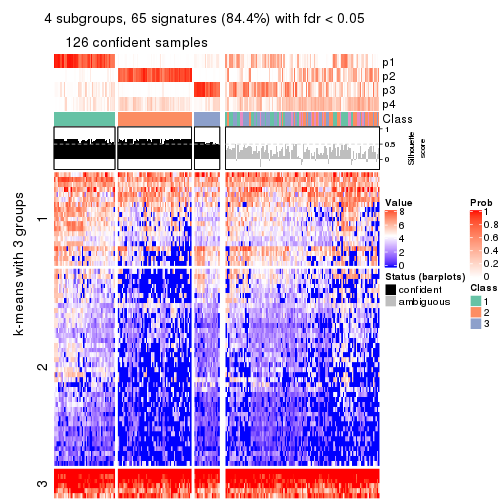 4 subgroups, 65 signatures (84.4%) with fdr < 0.05
126 confident samples
p1
p2
p3
p4
Class
1
0.5
0
Silhouette
score
k-means with 3 groups
1
2
3
Value
8
6
4
2
0
Status (barplots)
confident
ambiguous
Prob
1
0.8
0.6
0.4
0.2
0
Class
1
2
3